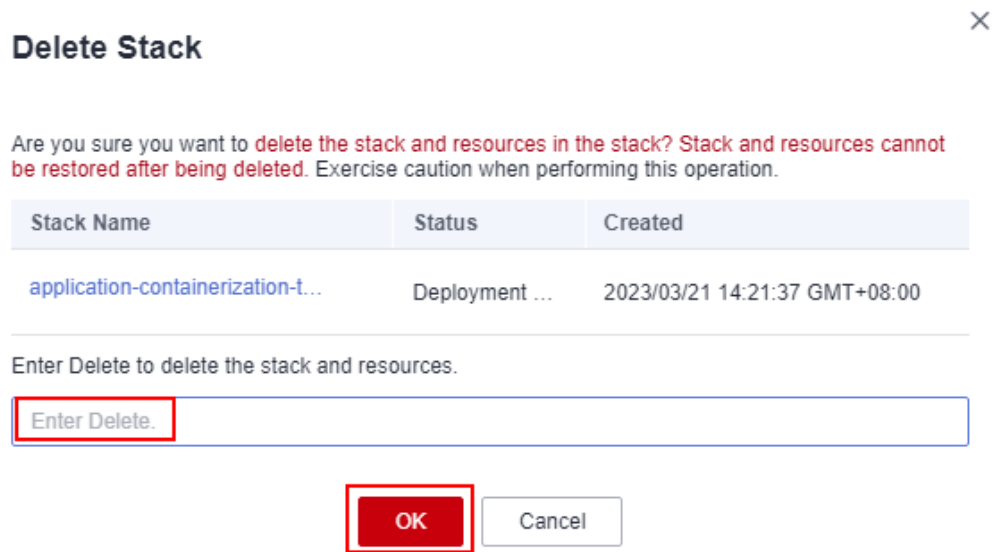 Delete Stack
Are you sure you want to delete the stack and resources in the stack? Stack and resources cannot
be restored after being deleted. Exercise caution when performing this operation.
Stack Name Status Created
application-containerization-t... Deployment ... 2023/03/21 14:21:37 GMT+08:00
Enter Delete to delete the stack and resources.
Enter Delete.
OK Cancel